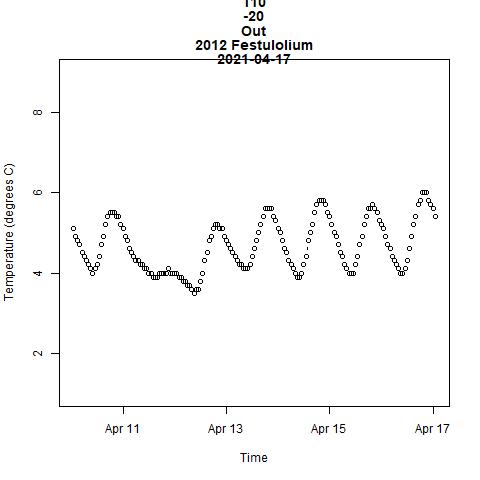 110
-20
Out
2012 Festulolium
2021-04-17
8
6
4
2
Temperature (degrees C)
Apr 11
Apr 13
Apr 15
Apr 17
Time